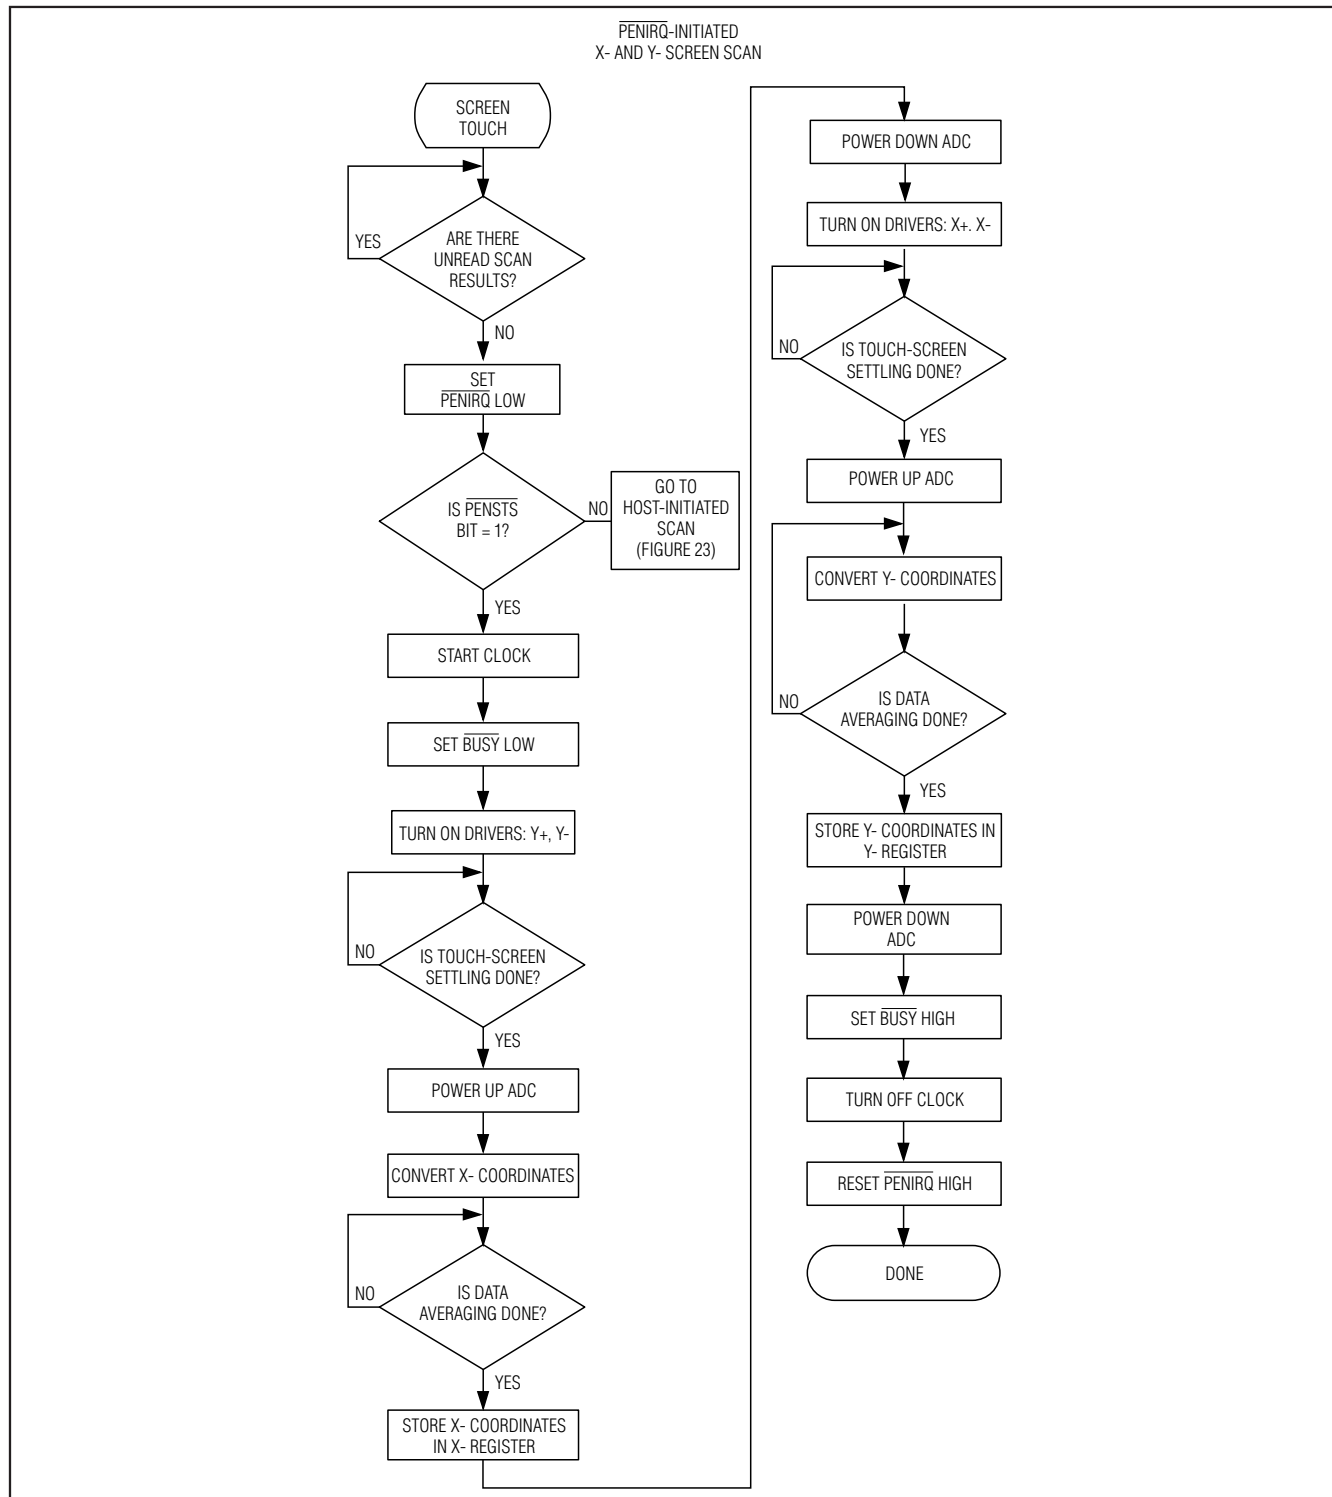 PENIRQ-INITIATED
X- AND Y- SCREEN SCAN
SCREEN
TOUCH
YES
ARE THERE
UNREAD SCAN
RESULTS?
NO
SET
PENIRQ LOW
IS PENSTS
BIT = 1?
NO
GO TO
HOST-INITIATED
SCAN
(FIGURE 23)
YES
START CLOCK
SET BUSY LOW
TURN ON DRIVERS: Y+, Y-
NO
IS TOUCH-SCREEN
SETTLING DONE?
YES
POWER UP ADC
CONVERT X- COORDINATES
NO
IS DATA
AVERAGING DONE?
YES
STORE X- COORDINATES
IN X- REGISTER
POWER DOWN ADC
TURN ON DRIVERS: X+. X-
NO
IS TOUCH-SCREEN
SETTLING DONE?
YES
POWER UP ADC
CONVERT Y- COORDINATES
NO
IS DATA
AVERAGING DONE?
YES
STORE Y- COORDINATES IN
Y- REGISTER
POWER DOWN
ADC
SET BUSY HIGH
TURN OFF CLOCK
RESET PENIRQ HIGH
DONE